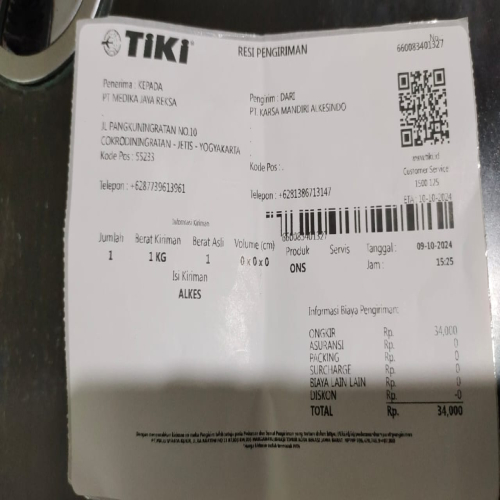 TiKi
RESI PENGIRIMAN
No.
660083401327
Penerima : KEPADA
PT MEDIKA JAYA REKSA
JL PANGKUNINGRATAN NO.10
COKRODININGRATAN - JETIS - YOGYAKARTA
Kode Pos : 55233
Telepon : +6287739613961
Pengirim : DARI
PT. KARSA MANDIRI ALKESINDO
Kode Pos : .
Telepon : +6281386713147
www.tiki.id
Customer Service
1500 125
ETA: 10-10-2024
660083401327
Informasi Kiriman
Jumlah Berat Kiriman Berat Asli Volume (cm) Produk Servis Tanggal : 09-10-2024
1 1 KG 1 0 x 0 x 0 ONS Jam : 15:25
Isi Kiriman
ALKES
Informasi Biaya Pengiriman:
ONGKIR Rp. 34,000
ASURANSI Rp. 0
PACKING Rp. 0
SURCHARGE Rp. 0
BIAYA LAIN LAIN Rp. 0
DISKON Rp. -0
TOTAL Rp. 34,000